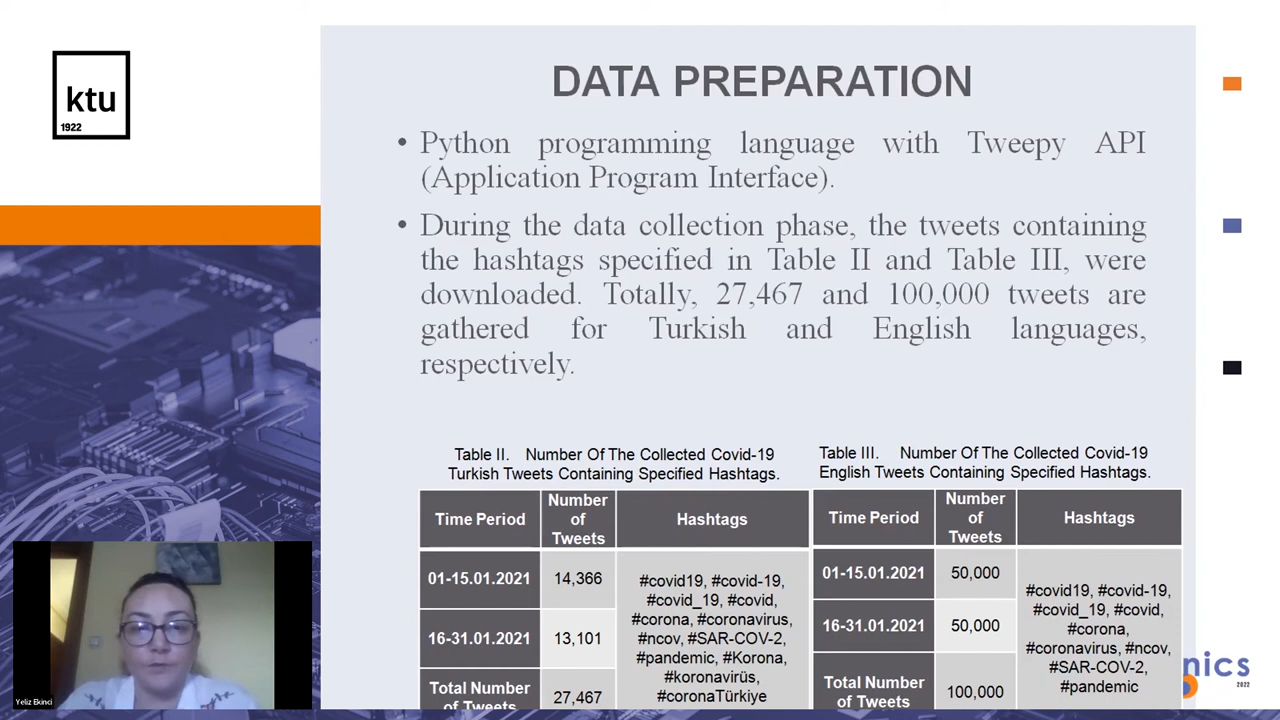 ktu
1922
DATA PREPARATION
• Python programming language with Tweepy API
(Application Program Interface).
• During the data collection phase, the tweets containing
the hashtags specified in Table II and Table III, were
downloaded. Totally, 27,467 and 100,000 tweets are
gathered for Turkish and English languages,
respectively.
Table II. Number Of The Collected Covid-19
Turkish Tweets Containing Specified Hashtags.
Time Period
Number
of
Tweets
Hashtags
01-15.01.2021
14,366
16-31.01.2021
13,101
#covid19, #covid-19,
#covid_19, #covid,
#corona, #coronavirus,
#ncov, #SAR-COV-2,
#pandemic, #Korona,
#koronavirüs,
#coronaTürkiye
Total Number
of Tweets
27,467
Table III. Number Of The Collected Covid-19
English Tweets Containing Specified Hashtags.
Time Period
Number
of
Tweets
Hashtags
01-15.01.2021
50,000
16-31.01.2021
50,000
#covid19, #covid-19,
#covid_19, #covid,
#corona,
#coronavirus, #ncov,
#SAR-COV-2,
#pandemic
Total Number
of Tweets
100,000
nics
2022
Yeliz Ekinci